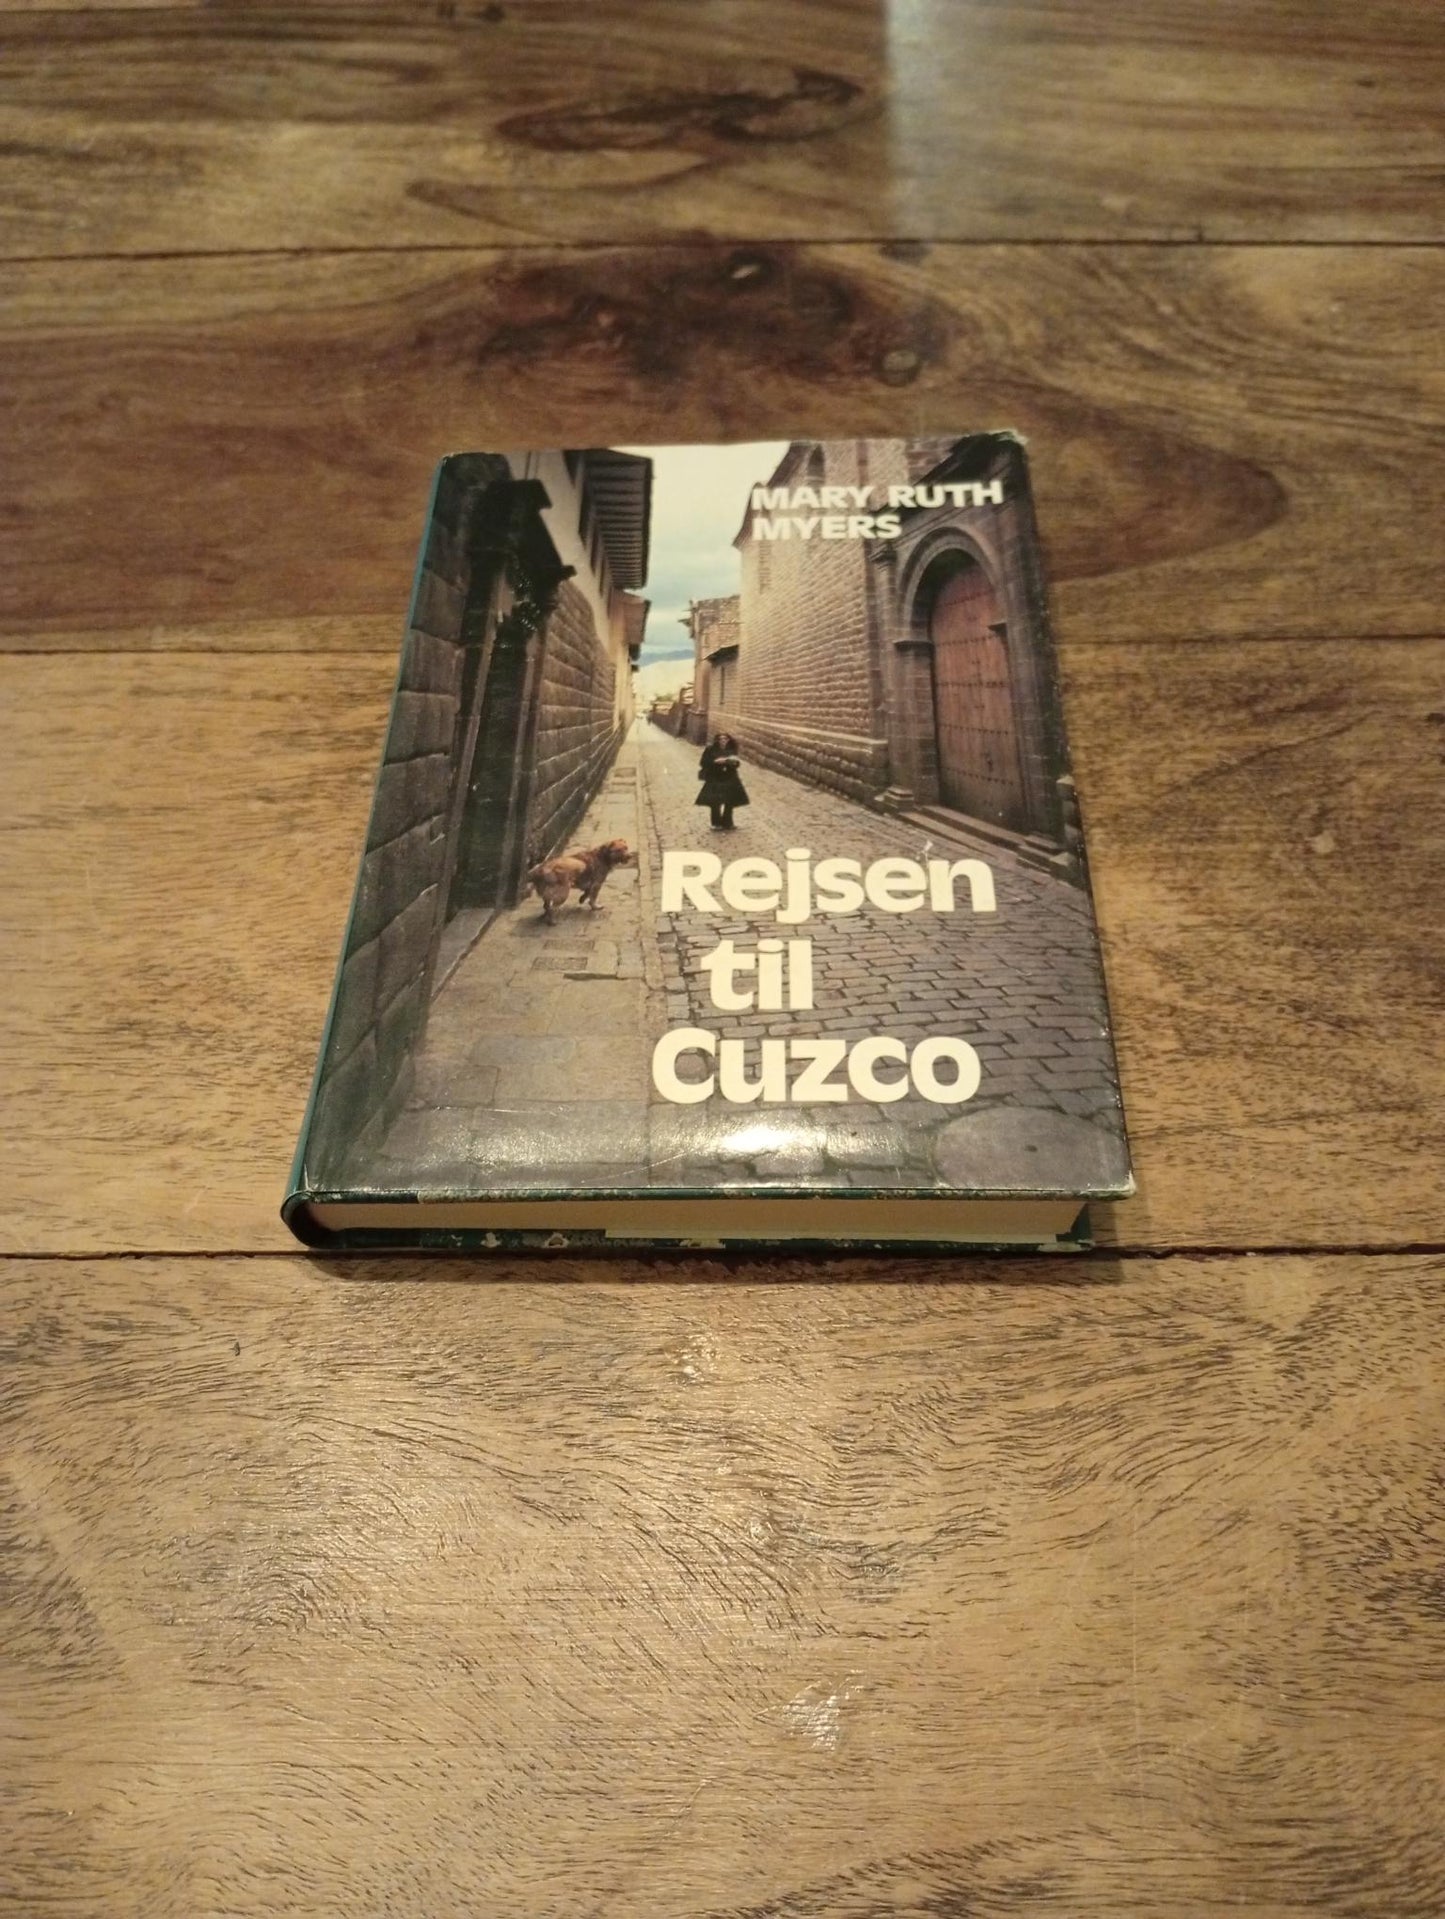 MARY RUTH
MYERS
Rejsen
til
Cuzco